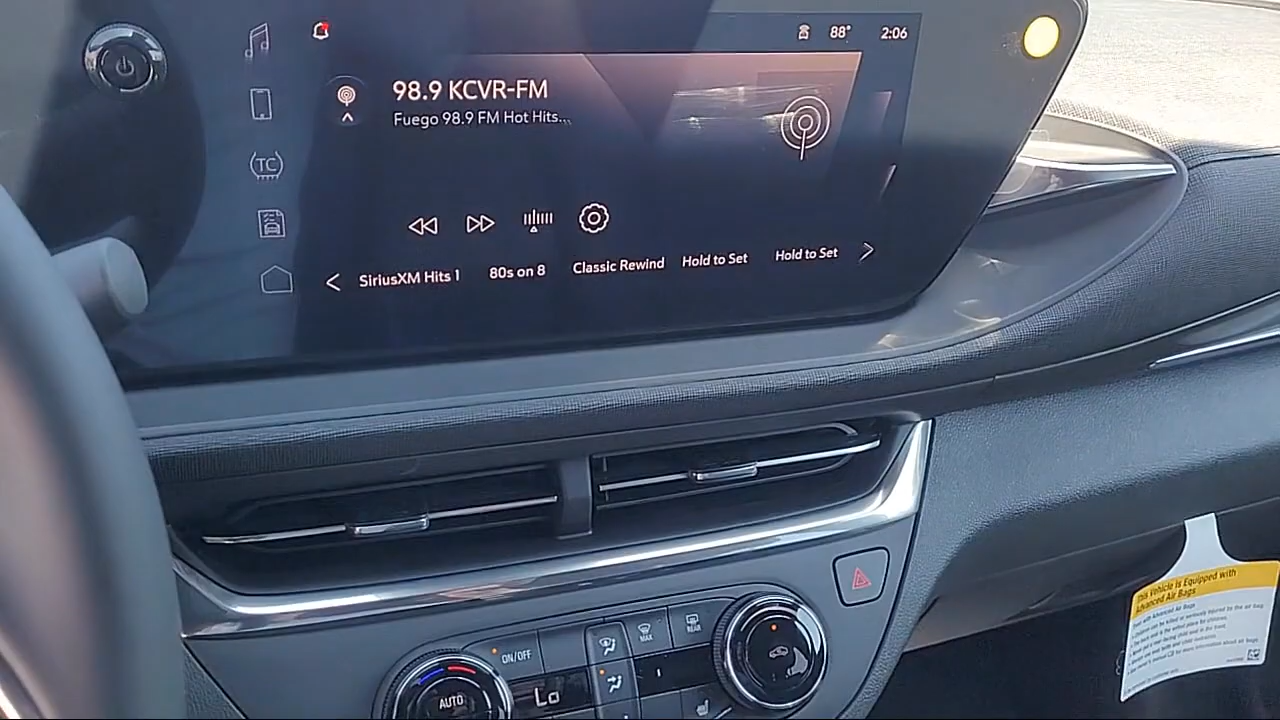 88° 2:06
98.9 KCVR-FM
Fuego 98.9 FM Hot Hits...
TC
SiriusXM Hits 1 80s on 8 Classic Rewind Hold to Set Hold to Set
ON/OFF
MAX
REAR
AUTO
Lo
This Vehicle is Equipped with
Advanced Air Bags